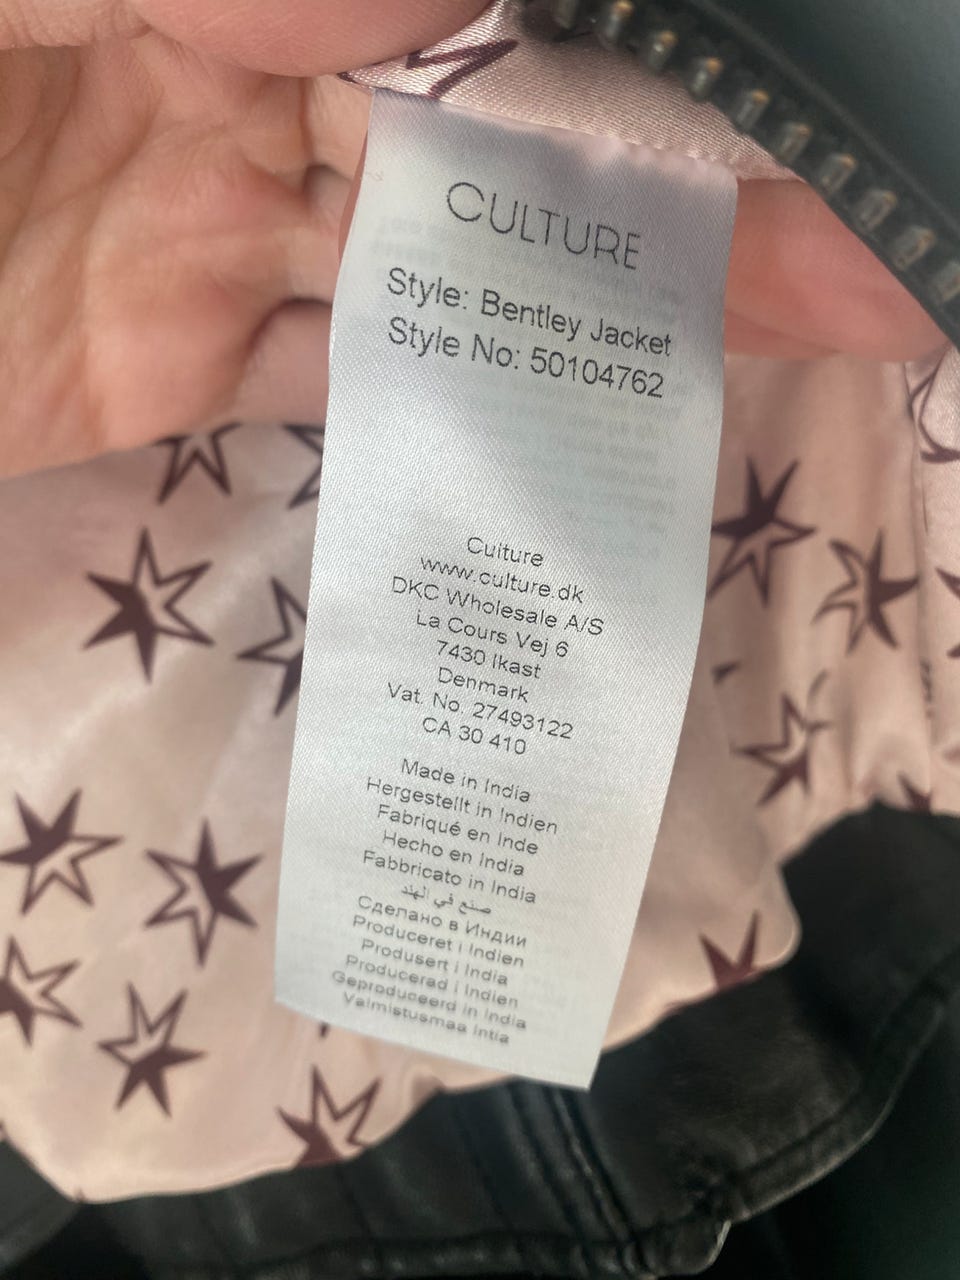 CULTURE
Style: Bentley Jacket
Style No: 50104762
Culture
www.culture.dk
DKC Wholesale A/S
La Cours Vej 6
7430 Ikast
Denmark
Vat. No. 27493122
CA 30 410
Made in India
Hergestellt in Indien
Fabriqué en Inde
Hecho en India
Fabbricato in India
صنع في الهند
Сделано в Индии
Produceret i Indien
Produsert i India
Producerad i Indien
Geproduceerd in India
Valmistusmaa Intia